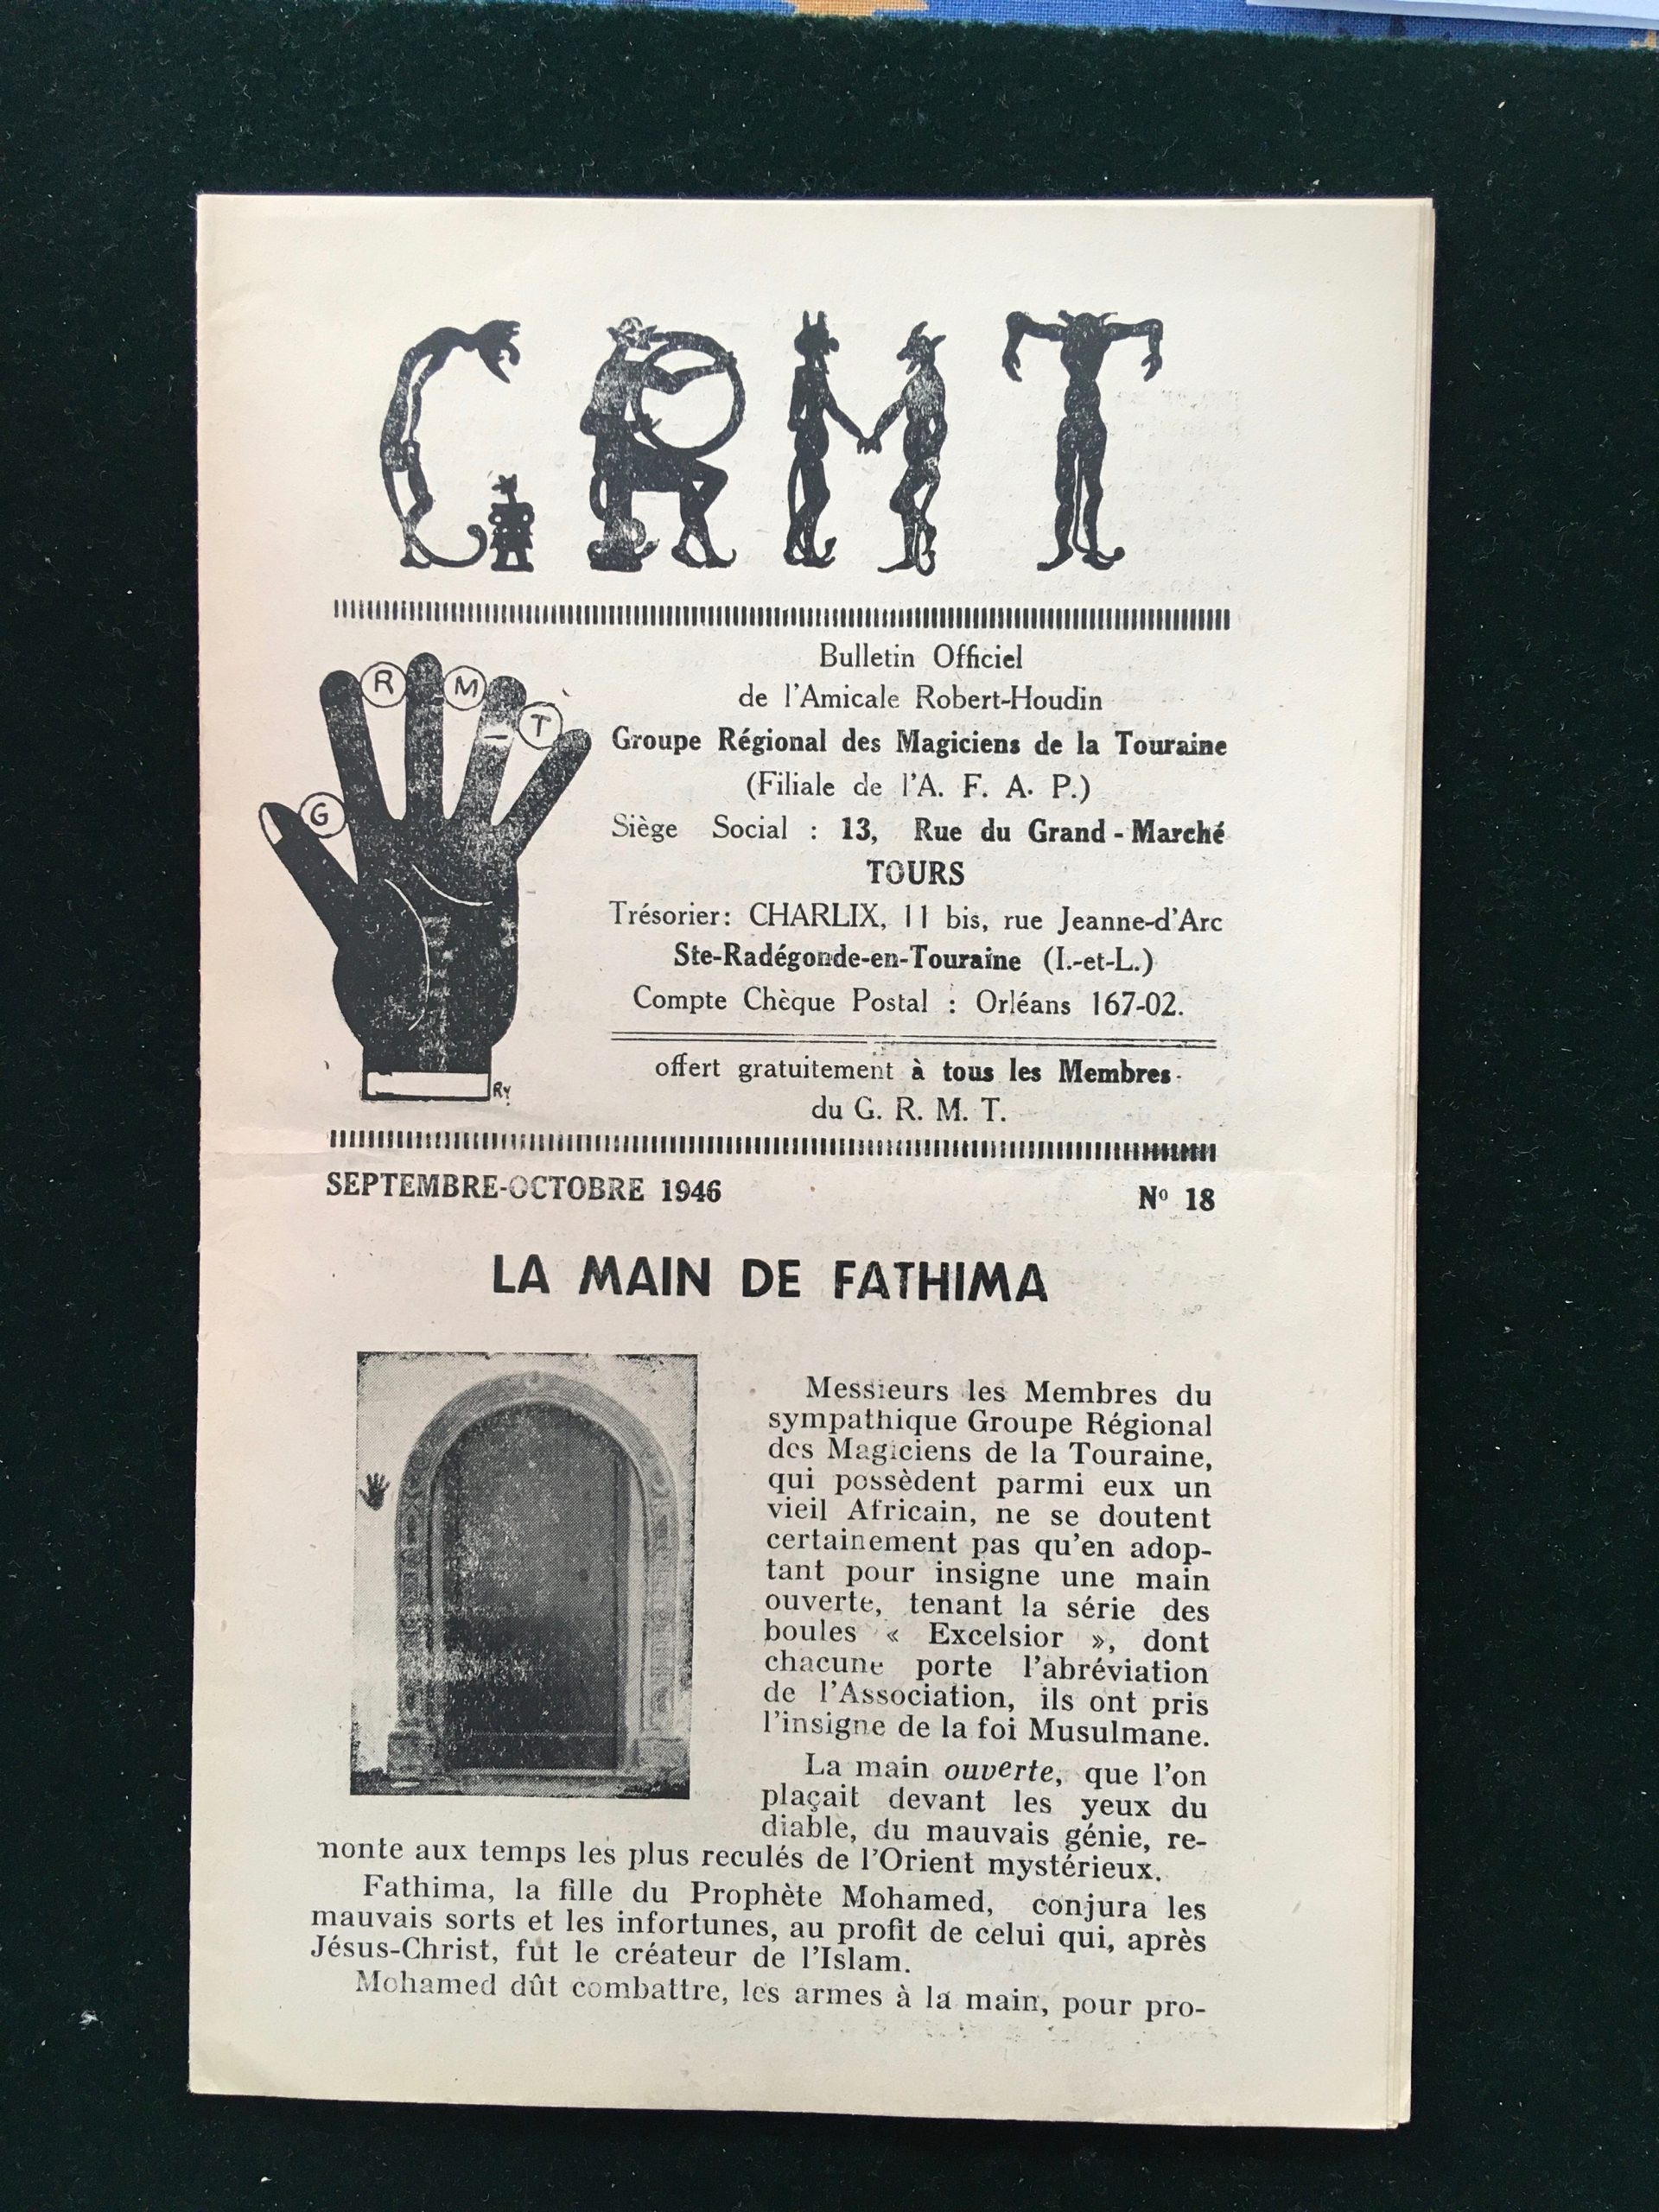 GRMT
G
R
M
T
RY
Bulletin Officiel
de l'Amicale Robert-Houdin
Groupe Régional des Magiciens de la Touraine
(Filiale de l'A. F. A. P.)
Siège Social : 13, Rue du Grand - Marché
TOURS
Trésorier: CHARLIX, 11 bis, rue Jeanne-d'Arc
Ste-Radégonde-en-Touraine (I.-et-L.)
Compte Chèque Postal : Orléans 167-02.
offert gratuitement à tous les Membres
du G. R. M. T.
SEPTEMBRE-OCTOBRE 1946 Nº 18
LA MAIN DE FATHIMA
Messieurs les Membres du
sympathique Groupe Régional
des Magiciens de la Touraine,
qui possèdent parmi eux un
vieil Africain, ne se doutent
certainement pas qu'en adop-
tant pour insigne une main
ouverte, tenant la série des
boules « Excelsior », dont
chacune porte l'abréviation
de l'Association, ils ont pris
l'insigne de la foi Musulmane.
La main ouverte, que l'on
plaçait devant les yeux du
diable, du mauvais génie, re-
monte aux temps les plus reculés de l'Orient mystérieux.
Fathima, la fille du Prophète Mohamed, conjura les
mauvais sorts et les infortunes, au profit de celui qui, après
Jésus-Christ, fut le créateur de l'Islam.
Mohamed dût combattre, les armes à la main, pour pro-